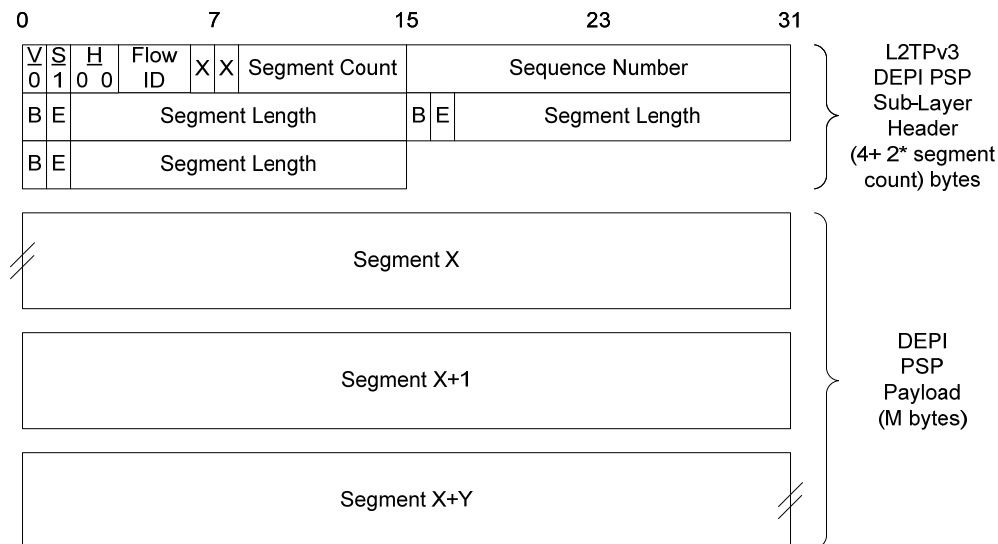 0 7 15 23 31
V S H Flow ID X X Segment Count Sequence Number
0 1 0 0
B E Segment Length B E Segment Length
B E Segment Length
L2TPv3
DEPI PSP
Sub-Layer
Header
(4+ 2* segment
count) bytes
Segment X
Segment X+1
Segment X+Y
DEPI
PSP
Payload
(M bytes)